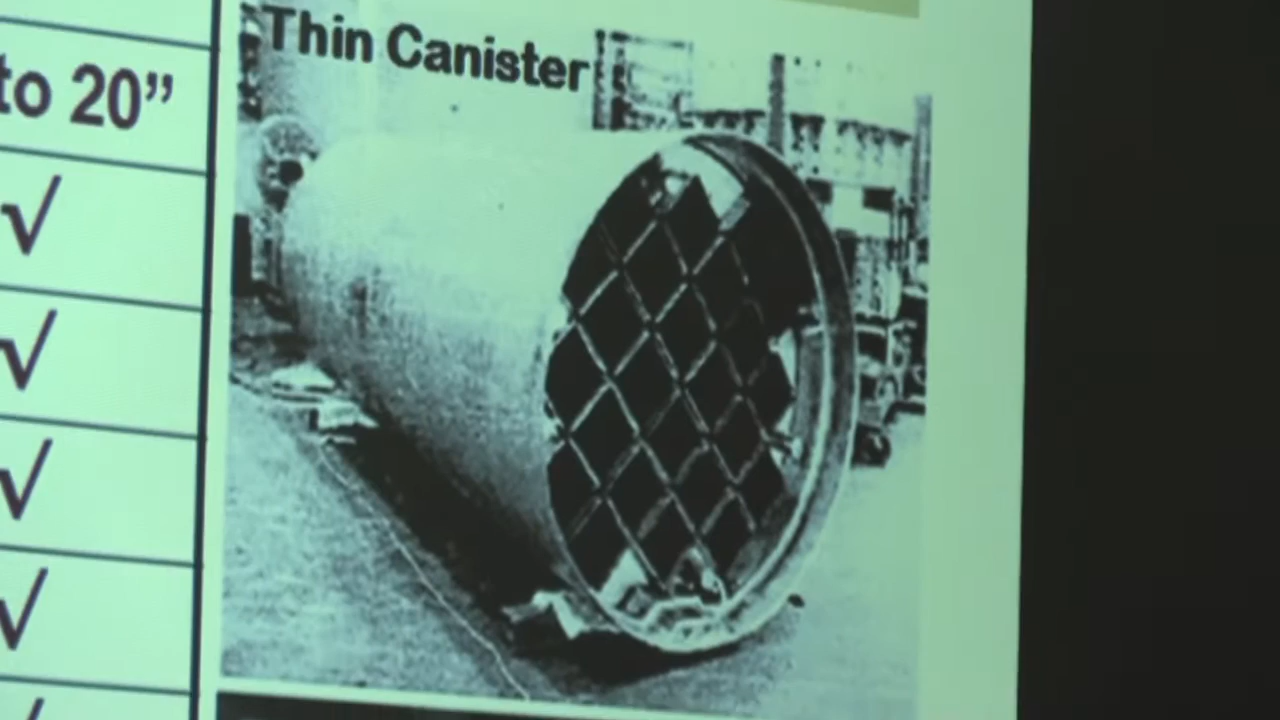 Thin Canister
to 20”
√
√
√
√
√